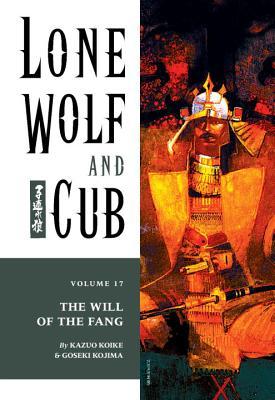 LONE
WOLF
AND
CUB
子連れ狼
VOLUME 17
THE WILL
OF THE FANG
By KAZUO KOIKE
& GOSEKI KOJIMA